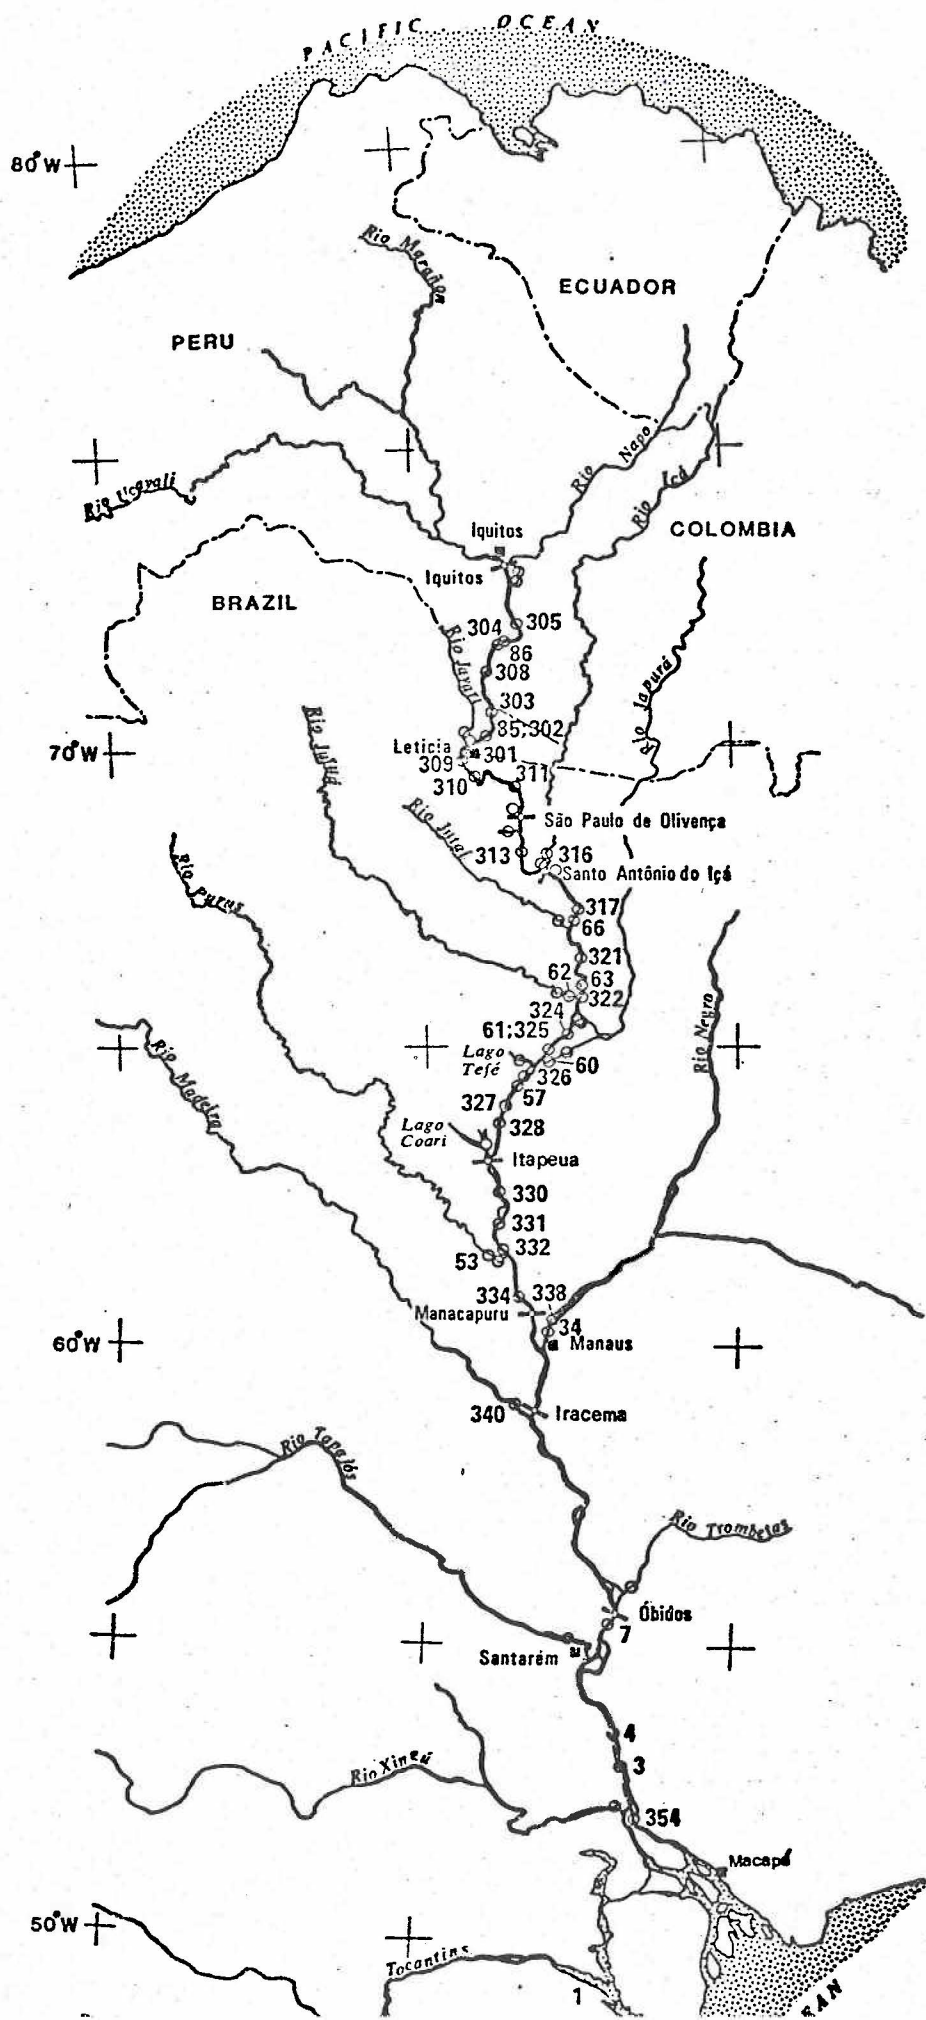 PACIFIC OCEAN
80°W
Rio Marañon
ECUADOR
PERU
Rio Napo
Rio Içá
Rio Ucayali
COLOMBIA
Iquitos
Iquitos
BRAZIL
305
304
86
Rio Javari
308
Rio Japurá
303
Rio Juruá
85;302
70°W
Leticia
301
309
310
311
Rio Jutaí
São Paulo de Olivença
313
316
Santo Antônio do Içá
Rio Purus
317
66
321
62
63
322
324
Rio Negro
61;325
Lago
Tefé
60
326
Rio Madeira
57
327
328
Lago
Coari
Itapeua
330
331
332
53
334
338
Manacapuru
34
Manaus
60°W
340
Iracema
Rio Tapajós
Rio Trombetas
Óbidos
7
Santarém
4
3
Rio Xingú
354
Macapá
50°W
Tocantins
1